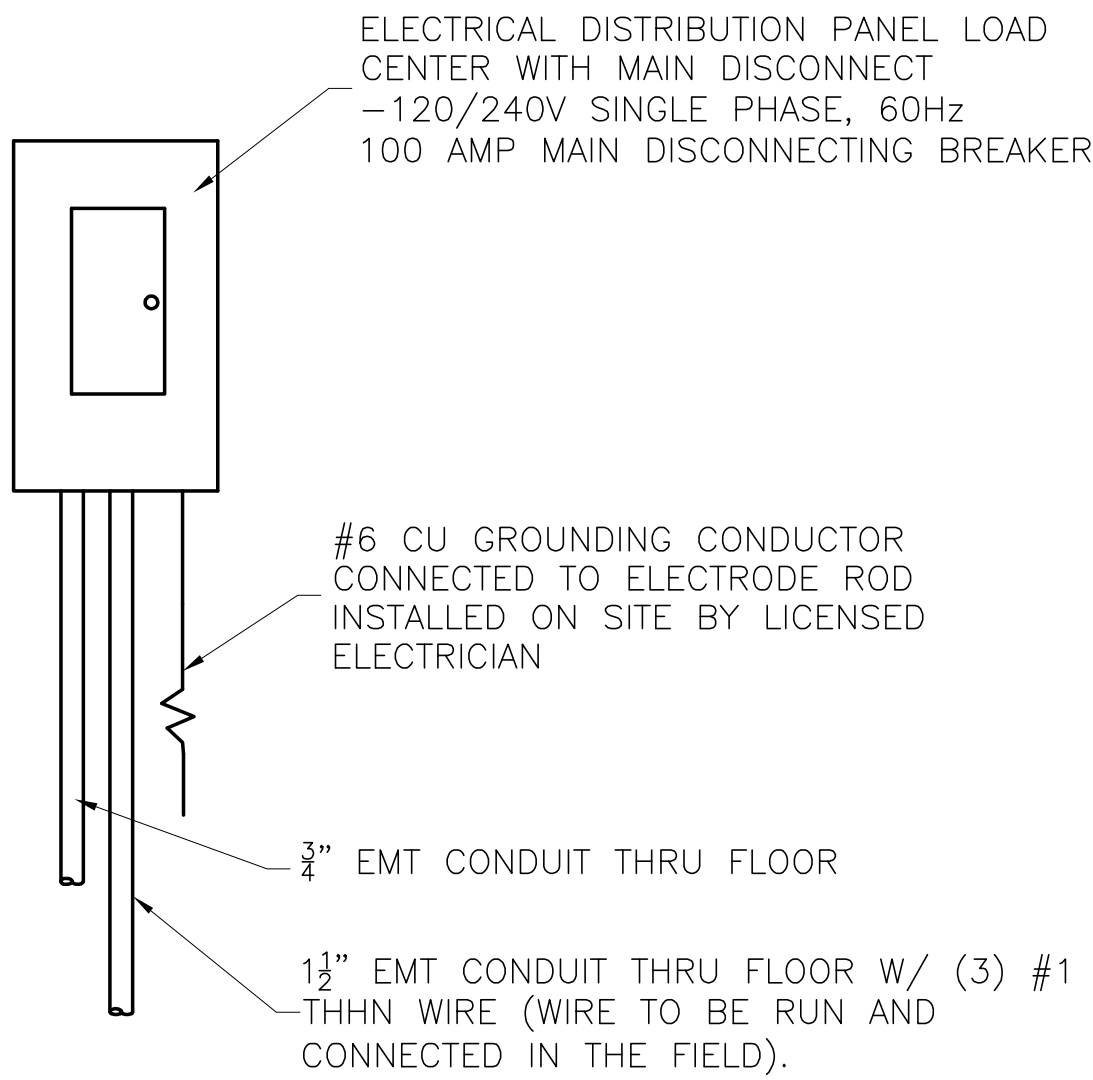 ELECTRICAL DISTRIBUTION PANEL LOAD
CENTER WITH MAIN DISCONNECT
-120/240V SINGLE PHASE, 60Hz
100 AMP MAIN DISCONNECTING BREAKER
#6 CU GROUNDING CONDUCTOR
CONNECTED TO ELECTRODE ROD
INSTALLED ON SITE BY LICENSED
ELECTRICIAN
3/4" EMT CONDUIT THRU FLOOR
1 1/2" EMT CONDUIT THRU FLOOR W/ (3) #1
THHN WIRE (WIRE TO BE RUN AND
CONNECTED IN THE FIELD).